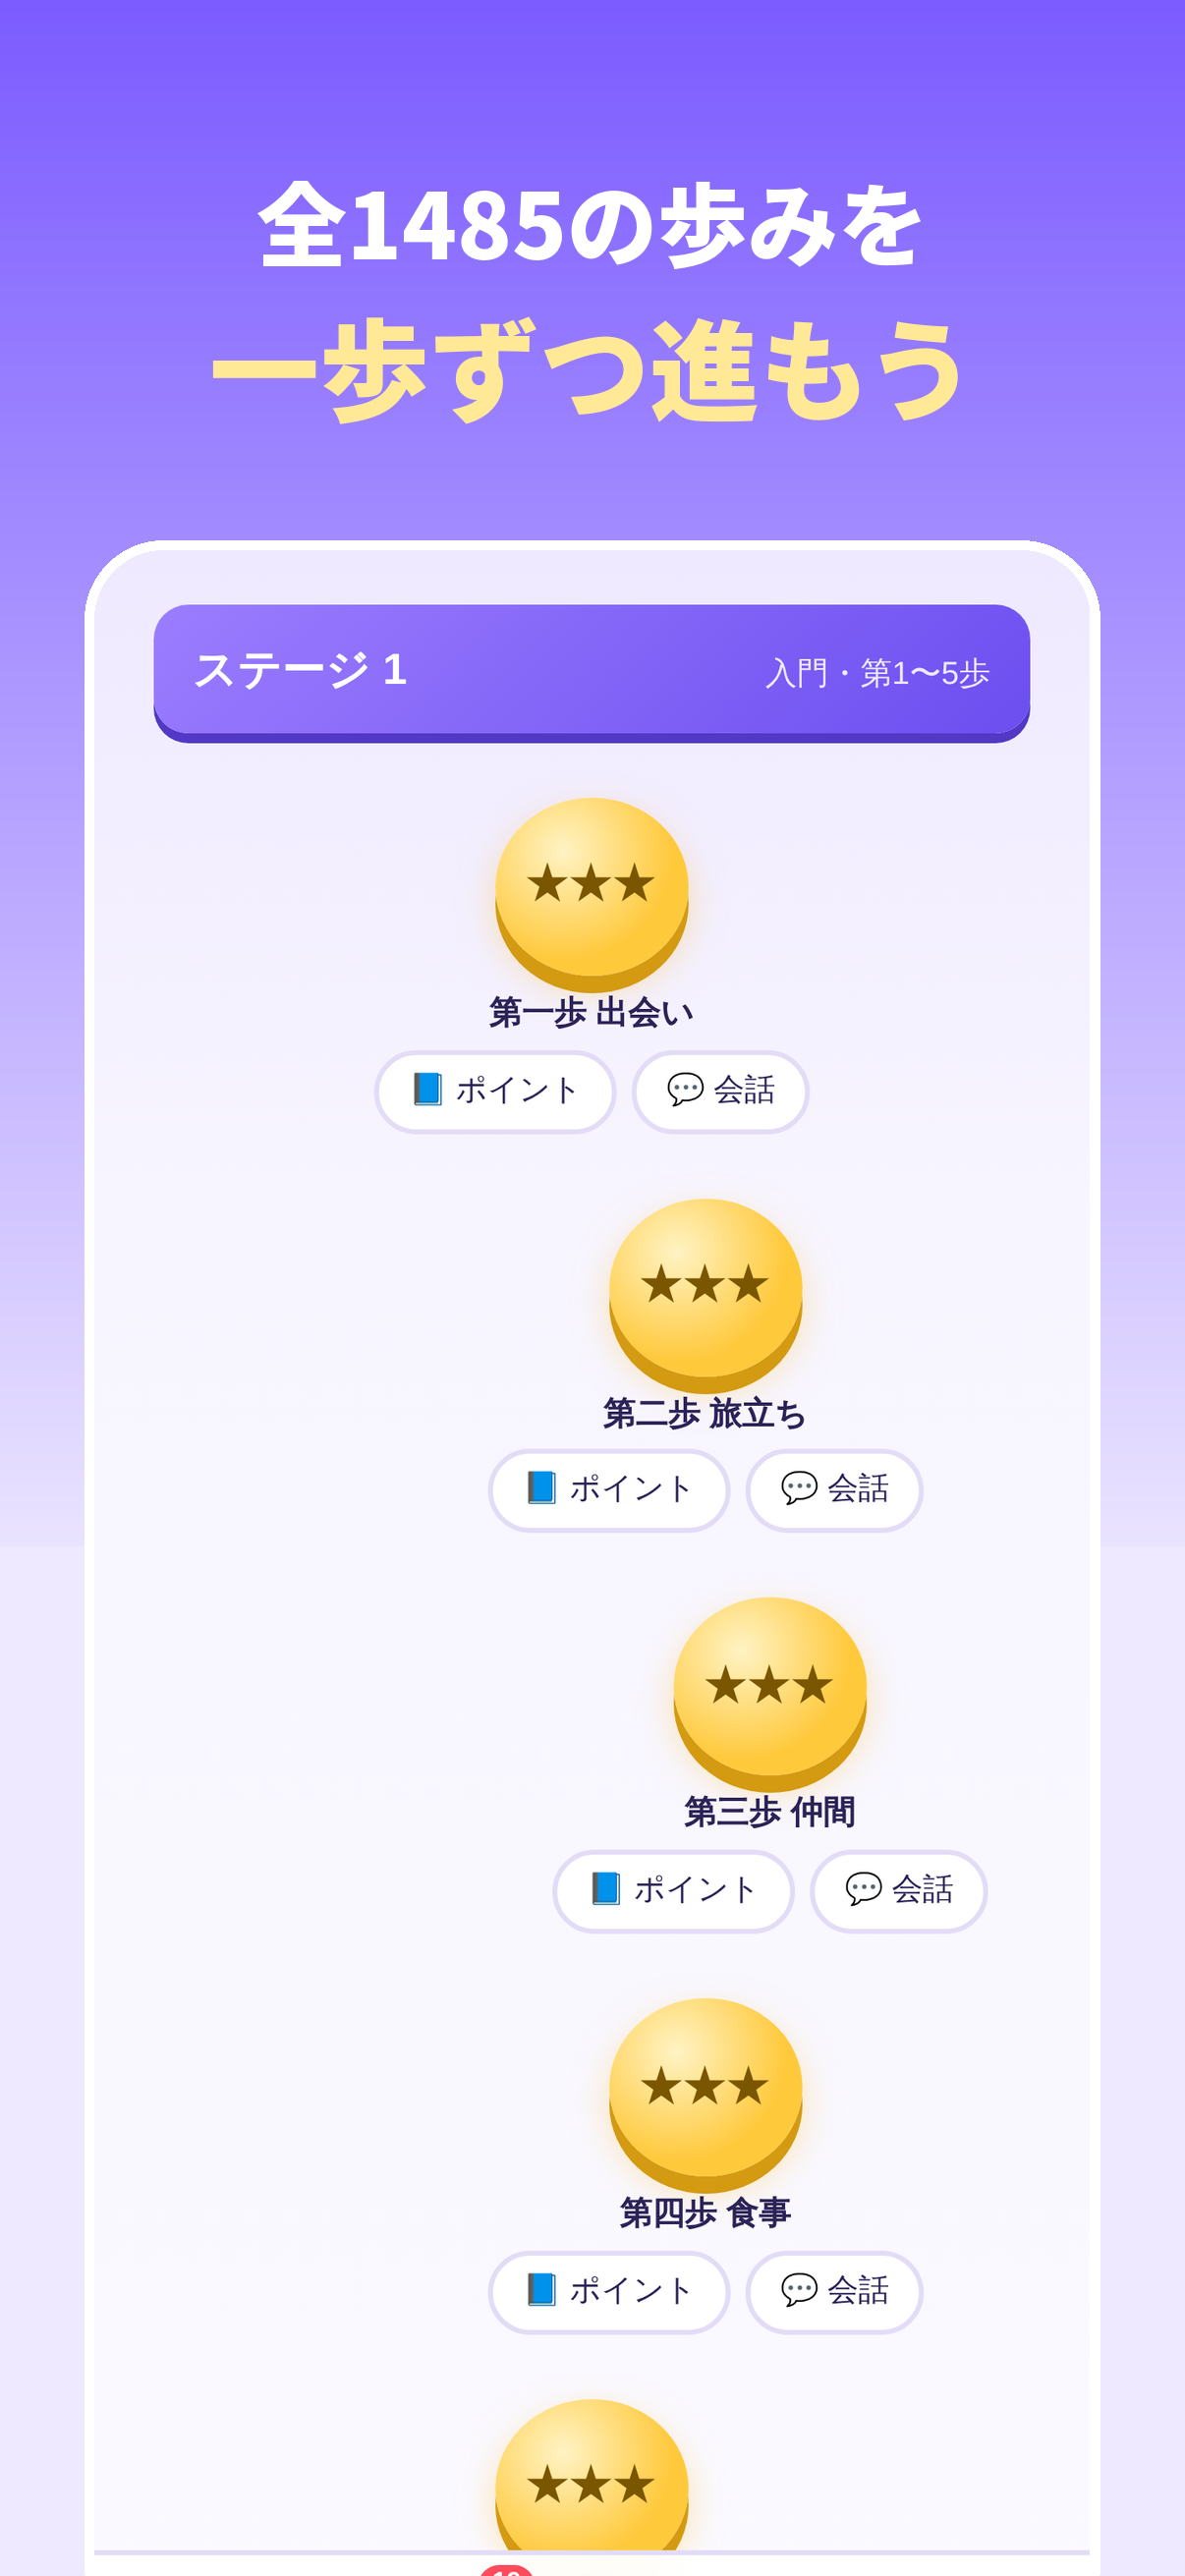 全1485の歩みを
一歩ずつ進もう
ステージ 1
入門・第1〜5歩
★★★
第一歩 出会い
📘 ポイント
💬 会話
★★★
第二歩 旅立ち
📘 ポイント
💬 会話
★★★
第三歩 仲間
📘 ポイント
💬 会話
★★★
第四歩 食事
📘 ポイント
💬 会話
★★★